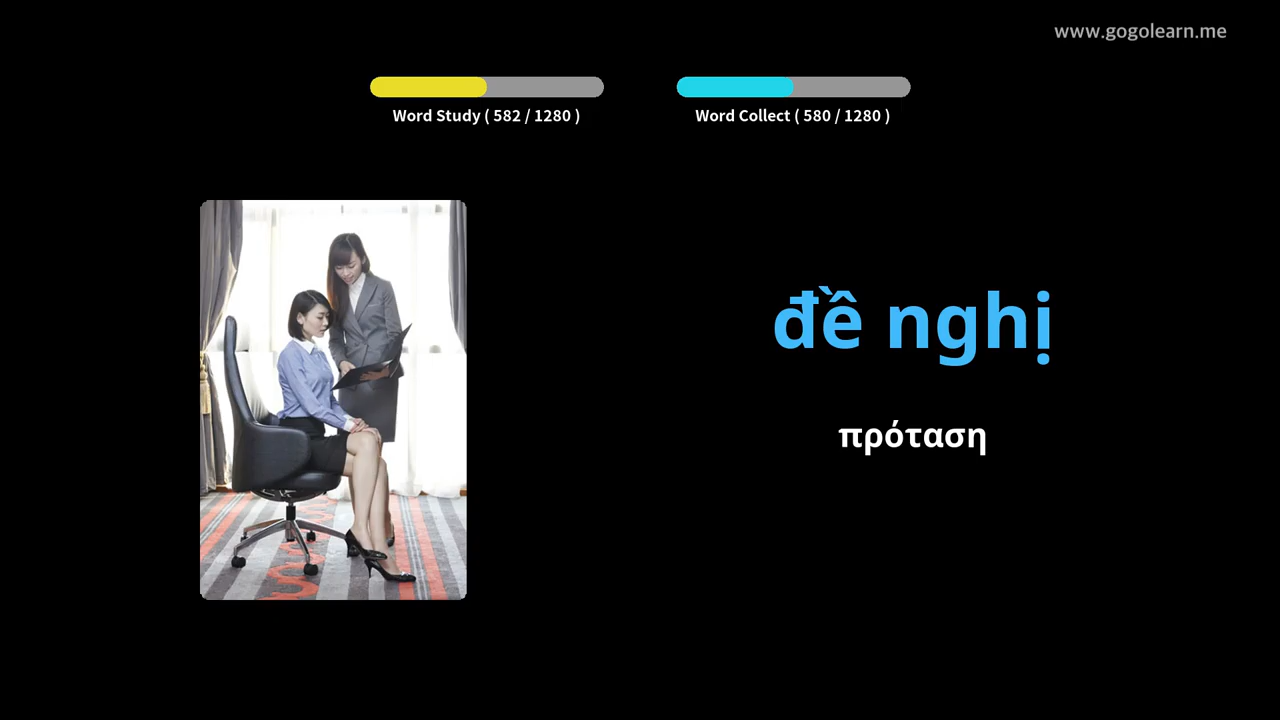 www.gogolearn.me
Word Study ( 582 / 1280 )
Word Collect ( 580 / 1280 )
đề nghị
πρόταση